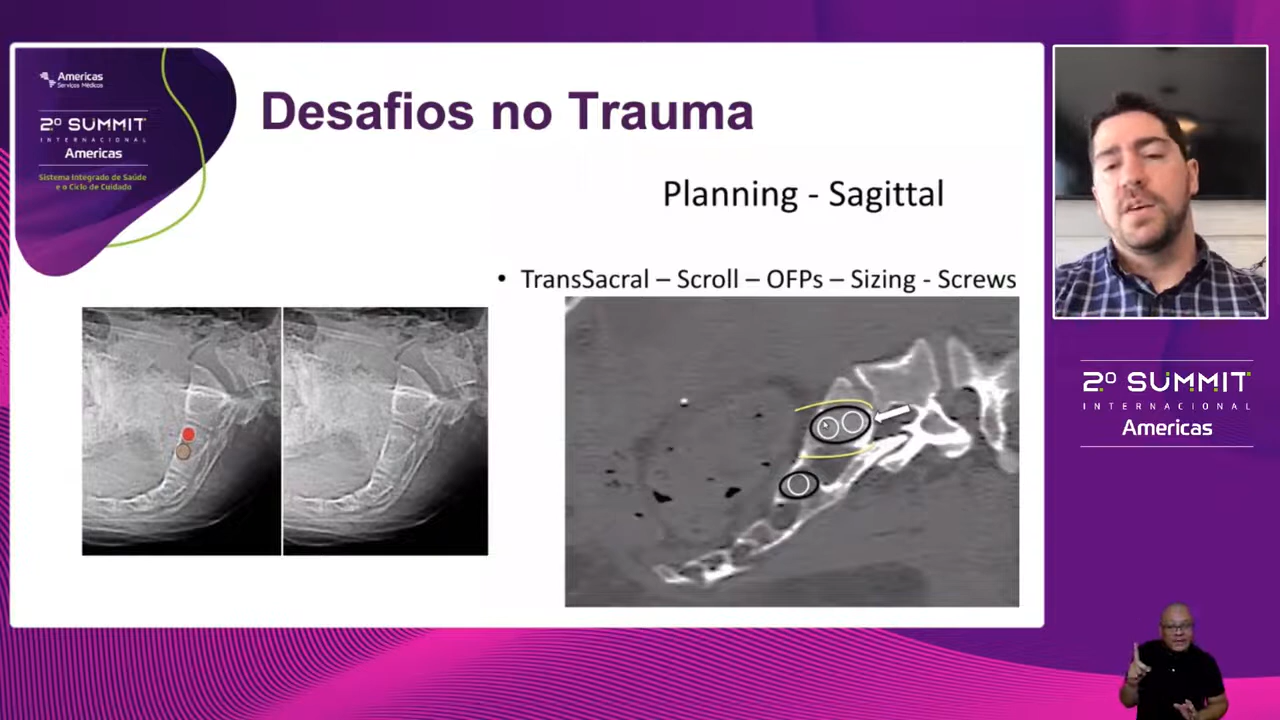 Americas
Serviços Médicos
2º SUMMIT
INTERNACIONAL
Americas
Sistema Integrado de Saúde
e o Ciclo de Cuidado
Desafios no Trauma
Planning - Sagittal
• TransSacral – Scroll – OFPs – Sizing - Screws
2º SUMMIT
INTERNACIONAL
Americas